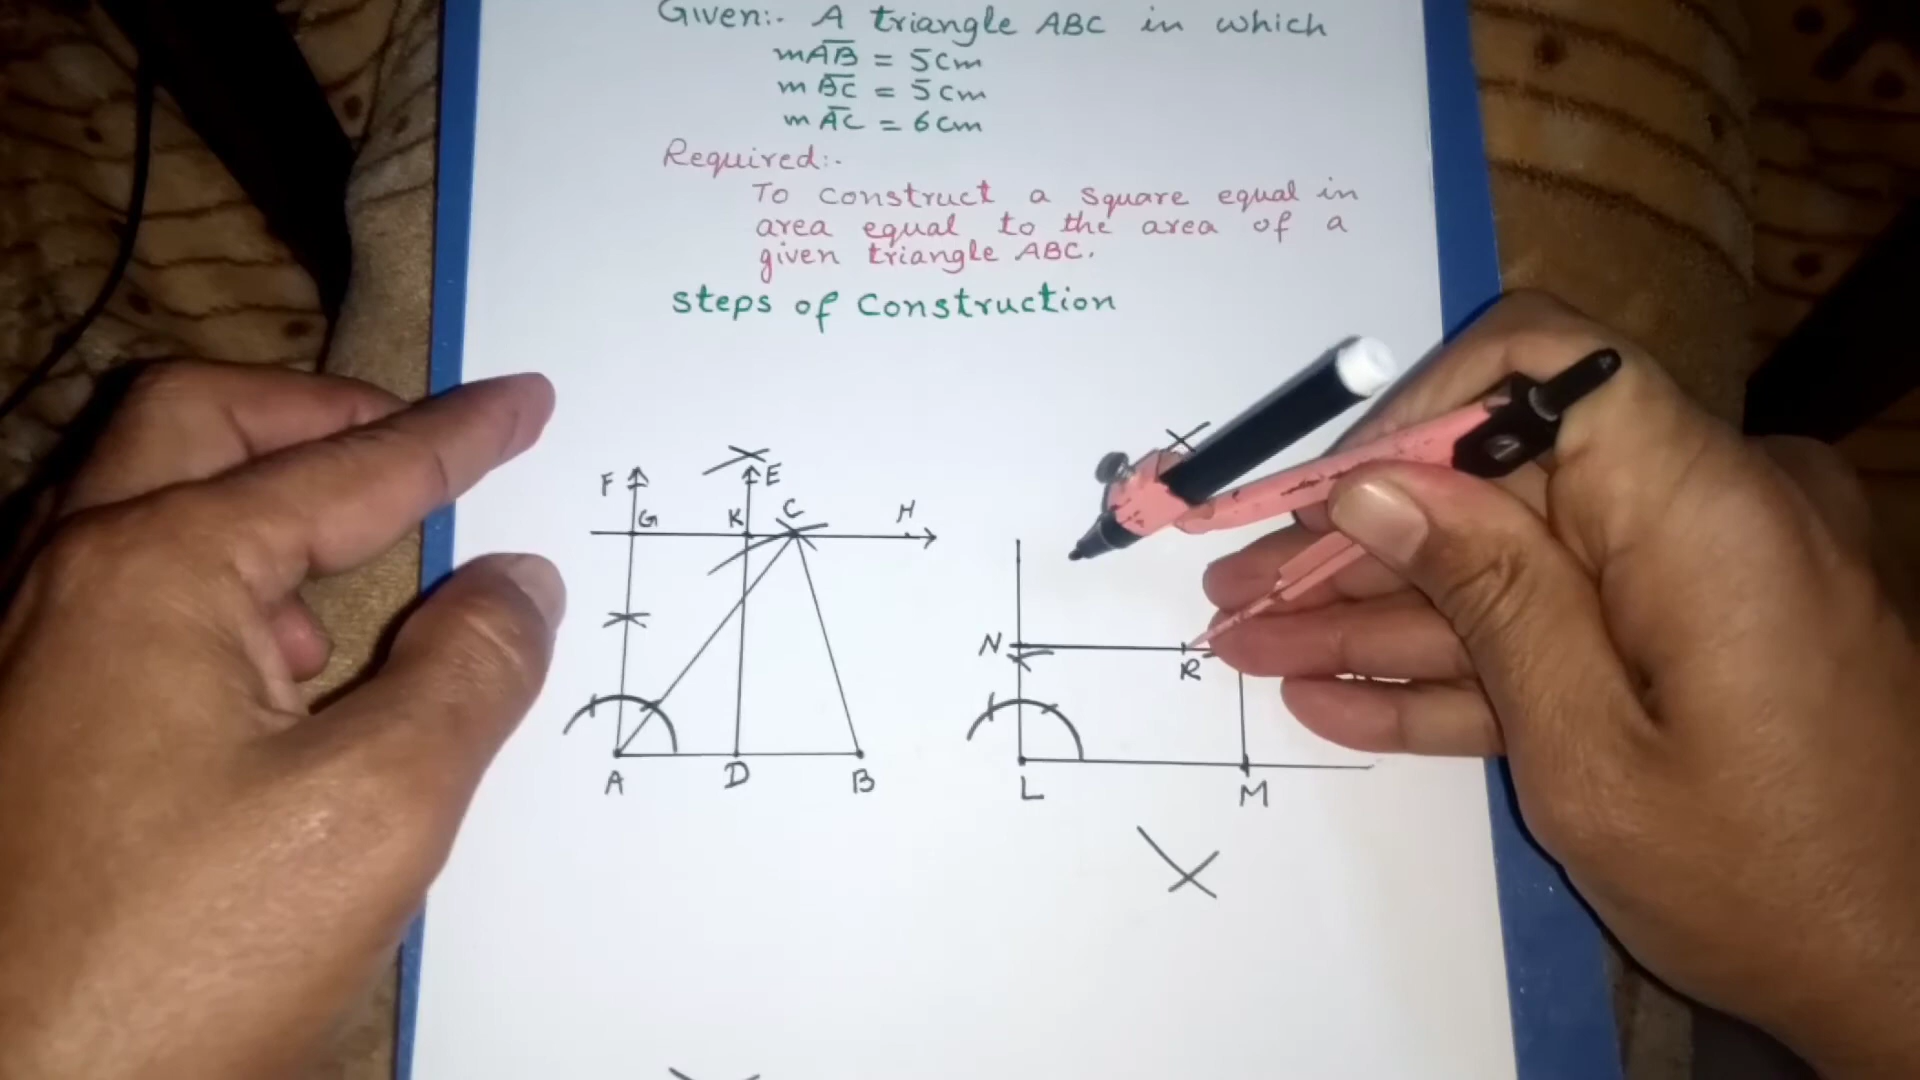 Given:- A triangle ABC in which
mAB = 5cm
mBC = 5cm
mAC = 6cm
Required:-
To construct a square equal in
area equal to the area of a
given triangle ABC.
Steps of Construction
F
E
G
K
C
H
N
R
A
D
B
L
M